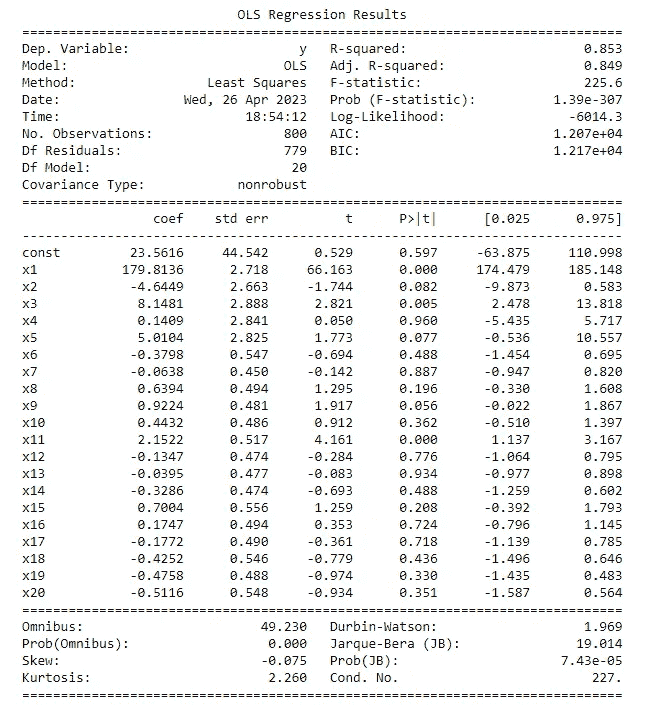 OLS Regression Results
==============================================================================
Dep. Variable:                      y   R-squared:                       0.853
Model:                            OLS   Adj. R-squared:                  0.849
Method:                 Least Squares   F-statistic:                     225.6
Date:                Wed, 26 Apr 2023   Prob (F-statistic):          1.39e-307
Time:                        18:54:12   Log-Likelihood:                -6014.3
No. Observations:                 800   AIC:                         1.207e+04
Df Residuals:                     779   BIC:                         1.217e+04
Df Model:                          20
Covariance Type:            nonrobust
==============================================================================
                 coef    std err          t      P>|t|      [0.025      0.975]
------------------------------------------------------------------------------
const         23.5616     44.542      0.529      0.597     -63.875     110.998
x1           179.8136      2.718     66.163      0.000     174.479     185.148
x2            -4.6449      2.663     -1.744      0.082      -9.873       0.583
x3             8.1481      2.888      2.821      0.005       2.478      13.818
x4             0.1409      2.841      0.050      0.960      -5.435       5.717
x5             5.0104      2.825      1.773      0.077      -0.536      10.557
x6            -0.3798      0.547     -0.694      0.488      -1.454       0.695
x7            -0.0638      0.450     -0.142      0.887      -0.947       0.820
x8             0.6394      0.494      1.295      0.196      -0.330       1.608
x9             0.9224      0.481      1.917      0.056      -0.022       1.867
x10            0.4432      0.486      0.912      0.362      -0.510       1.397
x11            2.1522      0.517      4.161      0.000       1.137       3.167
x12           -0.1347      0.474     -0.284      0.776      -1.064       0.795
x13           -0.0395      0.477     -0.083      0.934      -0.977       0.898
x14           -0.3286      0.474     -0.693      0.488      -1.259       0.602
x15            0.7004      0.556      1.259      0.208      -0.392       1.793
x16            0.1747      0.494      0.353      0.724      -0.796       1.145
x17           -0.1772      0.490     -0.361      0.718      -1.139       0.785
x18           -0.4252      0.546     -0.779      0.436      -1.496       0.646
x19           -0.4758      0.488     -0.974      0.330      -1.435       0.483
x20           -0.5116      0.548     -0.934      0.351      -1.587       0.564
==============================================================================
Omnibus:                       49.230   Durbin-Watson:                   1.969
Prob(Omnibus):                  0.000   Jarque-Bera (JB):               19.014
Skew:                          -0.075   Prob(JB):                     7.43e-05
Kurtosis:                       2.260   Cond. No.                         227.
==============================================================================